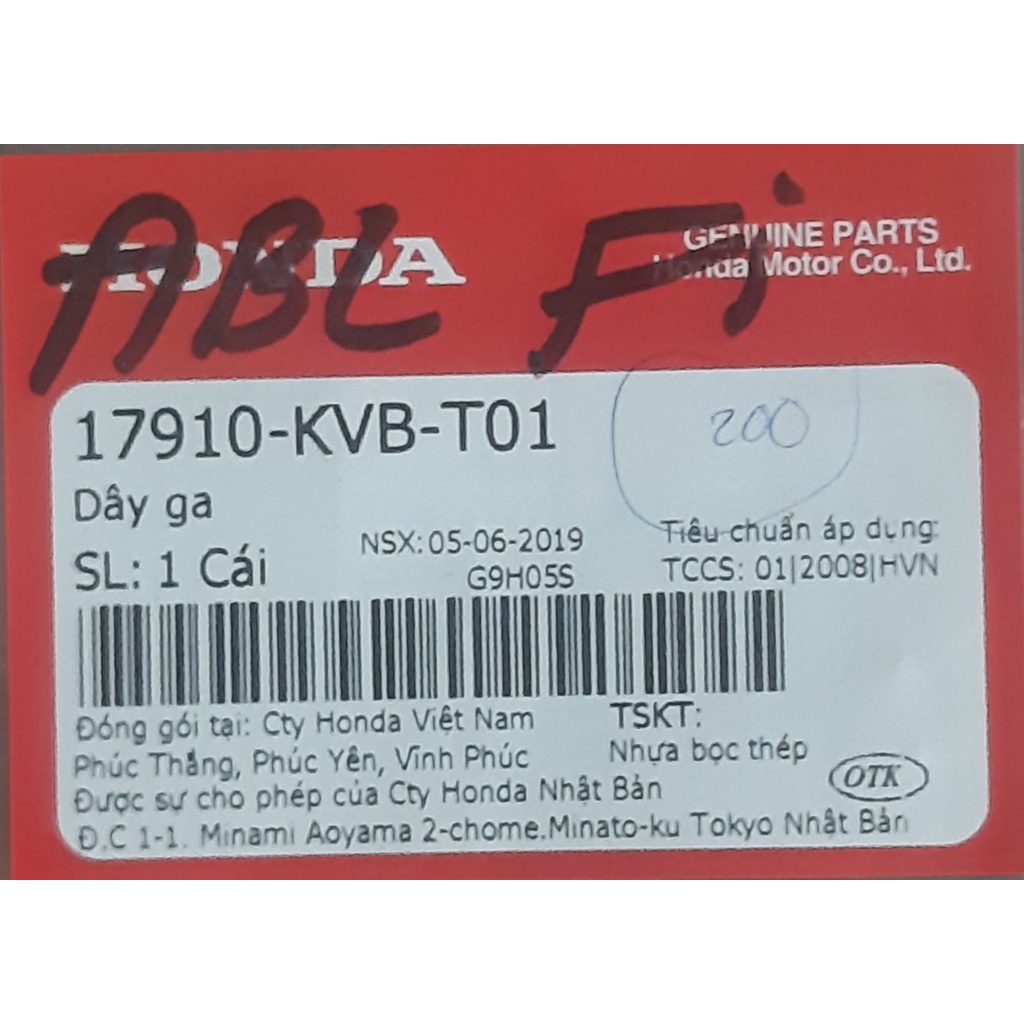 HONDA
ABL Fi
GENUINE PARTS
Honda Motor Co., Ltd.
17910-KVB-T01
200
Dây ga
SL: 1 Cái
NSX: 05-06-2019
G9H05S
Tiêu chuẩn áp dụng:
TCCS: 01|2008|HVN
Đóng gói tại: Cty Honda Việt Nam
Phúc Thắng, Phúc Yên, Vĩnh Phúc
Được sự cho phép của Cty Honda Nhật Bản
Đ.C 1-1. Minami Aoyama 2-chome.Minato-ku Tokyo Nhật Bản
TSKT:
Nhựa bọc thép
OTK